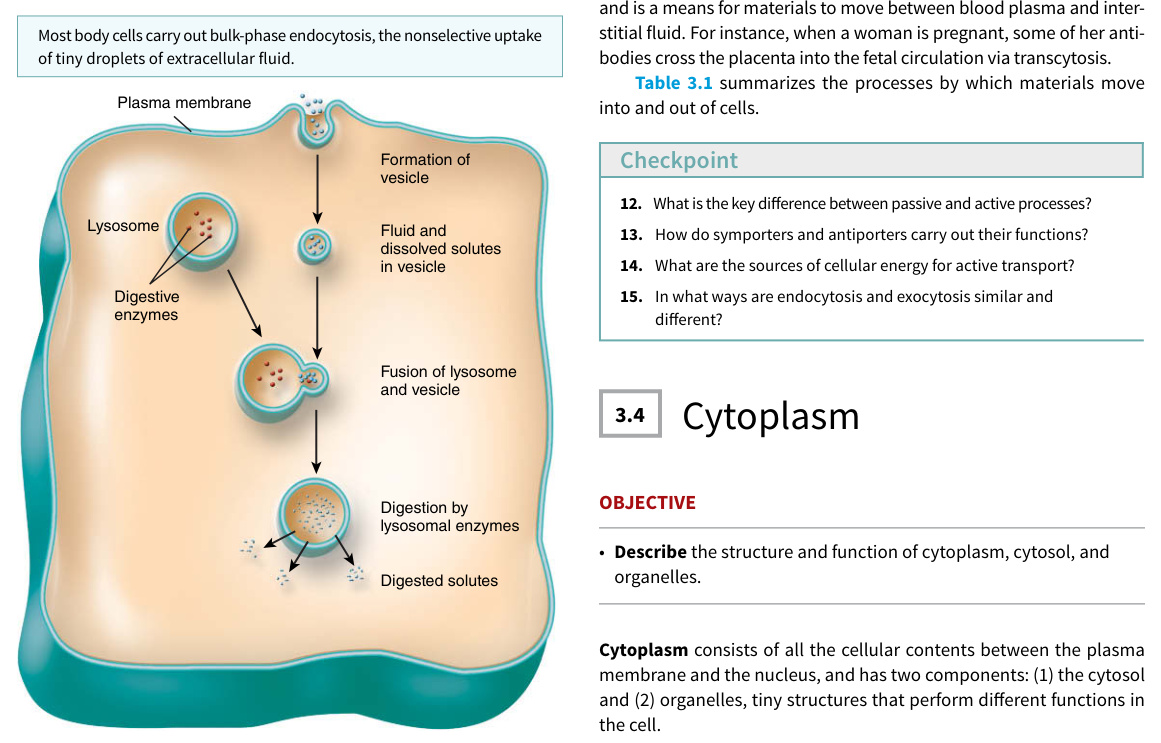 Most body cells carry out bulk-phase endocytosis, the nonselective uptake
of tiny droplets of extracellular fluid.
Plasma membrane
Formation of
vesicle
Lysosome
Fluid and
dissolved solutes
in vesicle
Digestive
enzymes
Fusion of lysosome
and vesicle
Digestion by
lysosomal enzymes
Digested solutes
and is a means for materials to move between blood plasma and inter-
stitial fluid. For instance, when a woman is pregnant, some of her anti-
bodies cross the placenta into the fetal circulation via transcytosis.
Table 3.1 summarizes the processes by which materials move
into and out of cells.
Checkpoint
12. What is the key difference between passive and active processes?
13. How do symporters and antiporters carry out their functions?
14. What are the sources of cellular energy for active transport?
15. In what ways are endocytosis and exocytosis similar and
different?
3.4 Cytoplasm
OBJECTIVE
• Describe the structure and function of cytoplasm, cytosol, and
organelles.
Cytoplasm consists of all the cellular contents between the plasma
membrane and the nucleus, and has two components: (1) the cytosol
and (2) organelles, tiny structures that perform different functions in
the cell.